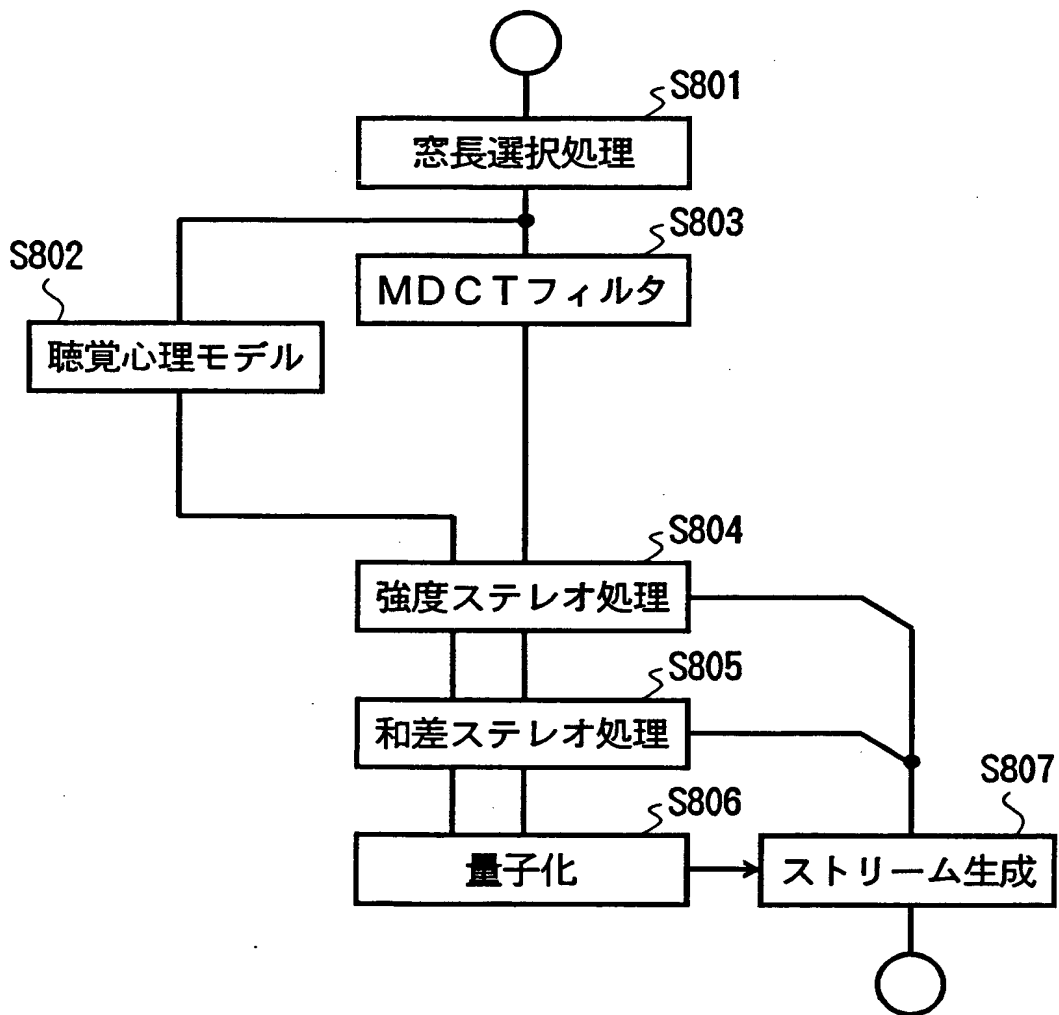 S801
窓長選択処理
S803
S802
MDCTフィルタ
聴覚心理モデル
S804
強度ステレオ処理
S805
和差ステレオ処理
S806
S807
量子化
ストリーム生成